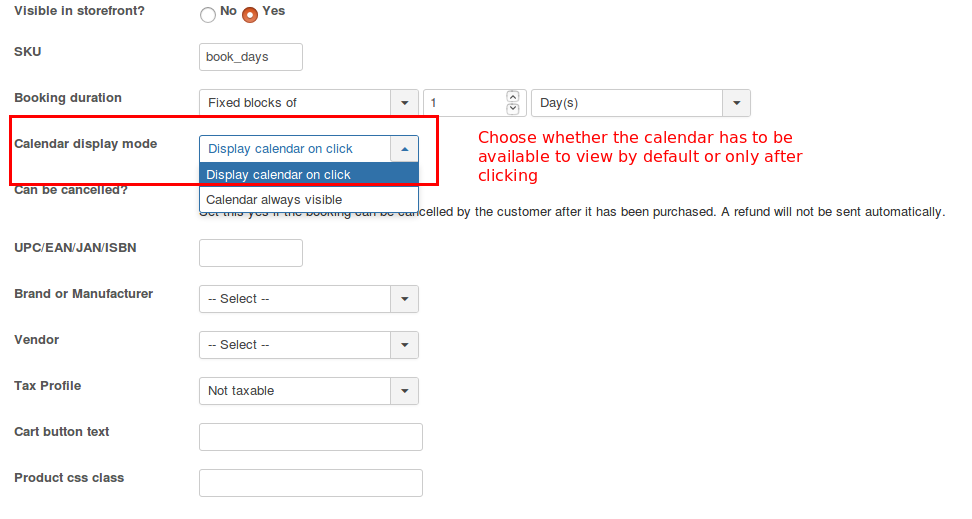 Visible in storefront? No Yes
SKU book_days
Booking duration Fixed blocks of 1 Day(s)
Calendar display mode Display calendar on click
Display calendar on click
Calendar always visible
Choose whether the calendar has to be
available to view by default or only after
clicking
Can be cancelled?
Set this yes if the booking can be cancelled by the customer after it has been purchased. A refund will not be sent automatically.
UPC/EAN/JAN/ISBN
Brand or Manufacturer -- Select --
Vendor -- Select --
Tax Profile Not taxable
Cart button text
Product css class